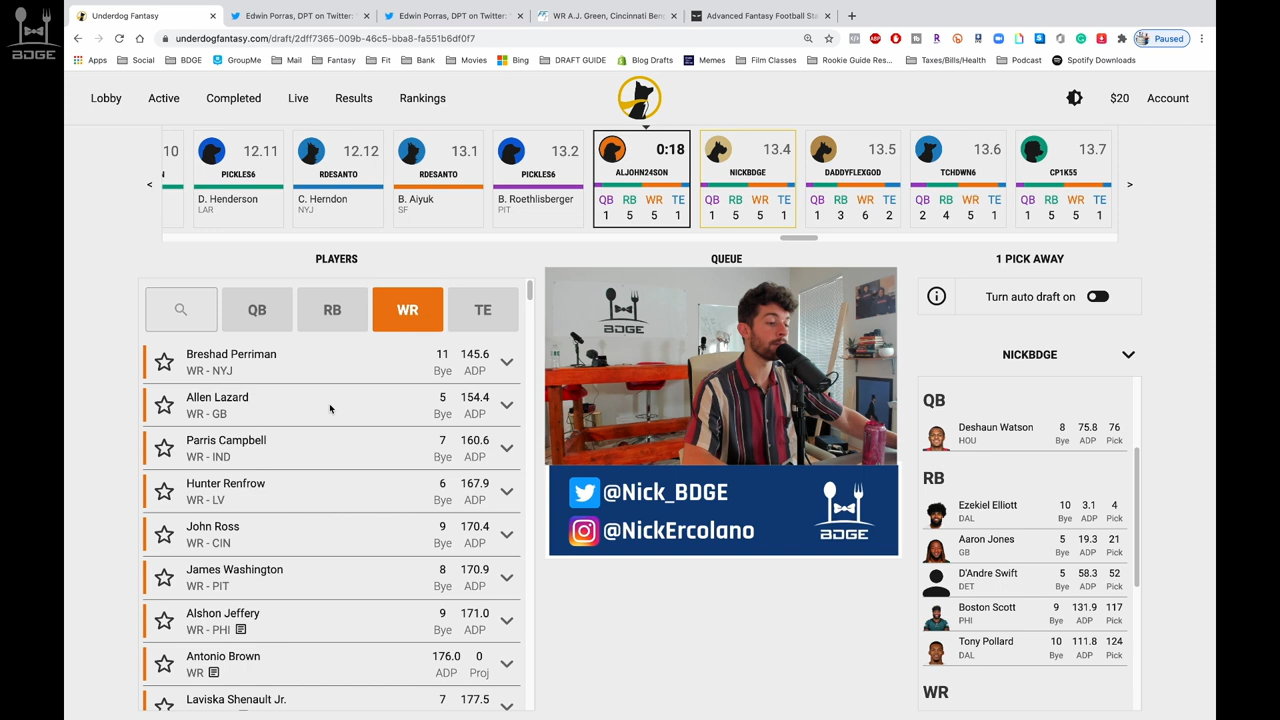 BDGE
Underdog Fantasy
Edwin Porras, DPT on Twitter:
Edwin Porras, DPT on Twitter:
WR A.J. Green, Cincinnati Ben
Advanced Fantasy Football Sta
underdogfantasy.com/draft/2dff7365-009b-46c5-bba8-fa551b6df0f7
Paused
Apps
Social
BDGE
GroupMe
Mail
Fantasy
Fit
Bank
Movies
Bing
DRAFT GUIDE
Blog Drafts
Memes
Film Classes
Rookie Guide Res...
Taxes/Bills/Health
Podcast
Spotify Downloads
Lobby
Active
Completed
Live
Results
Rankings
$20
Account
10
12.11
PICKLES6
D. Henderson
LAR
12.12
RDESANTO
C. Herndon
NYJ
13.1
RDESANTO
B. Aiyuk
SF
13.2
PICKLES6
B. Roethlisberger
PIT
0:18
ALJOHN24SON
QB RB WR TE
1 5 5 1
13.4
NICKBDGE
QB RB WR TE
1 5 5 1
13.5
DADDYFLEXGOD
QB RB WR TE
1 3 6 2
13.6
TCHDWN6
QB RB WR TE
2 4 5 1
13.7
CP1K55
QB RB WR TE
1 5 5 1
<
>
PLAYERS
QUEUE
1 PICK AWAY
QB
RB
WR
TE
Breshad Perriman 11 145.6
WR - NYJ Bye ADP
Allen Lazard 5 154.4
WR - GB Bye ADP
Parris Campbell 7 160.6
WR - IND Bye ADP
Hunter Renfrow 6 167.9
WR - LV Bye ADP
John Ross 9 170.4
WR - CIN Bye ADP
James Washington 8 170.9
WR - PIT Bye ADP
Alshon Jeffery 9 171.0
WR - PHI Bye ADP
Antonio Brown 176.0 0
WR ADP Proj
Laviska Shenault Jr. 7 177.5
BDGE
@Nick_BDGE
@NickErcolano
BDGE
Turn auto draft on
NICKBDGE
QB
Deshaun Watson 8 75.8 76
HOU Bye ADP Pick
RB
Ezekiel Elliott 10 3.1 4
DAL Bye ADP Pick
Aaron Jones 5 19.3 21
GB Bye ADP Pick
D'Andre Swift 5 58.3 52
DET Bye ADP Pick
Boston Scott 9 131.9 117
PHI Bye ADP Pick
Tony Pollard 10 111.8 124
DAL Bye ADP Pick
WR